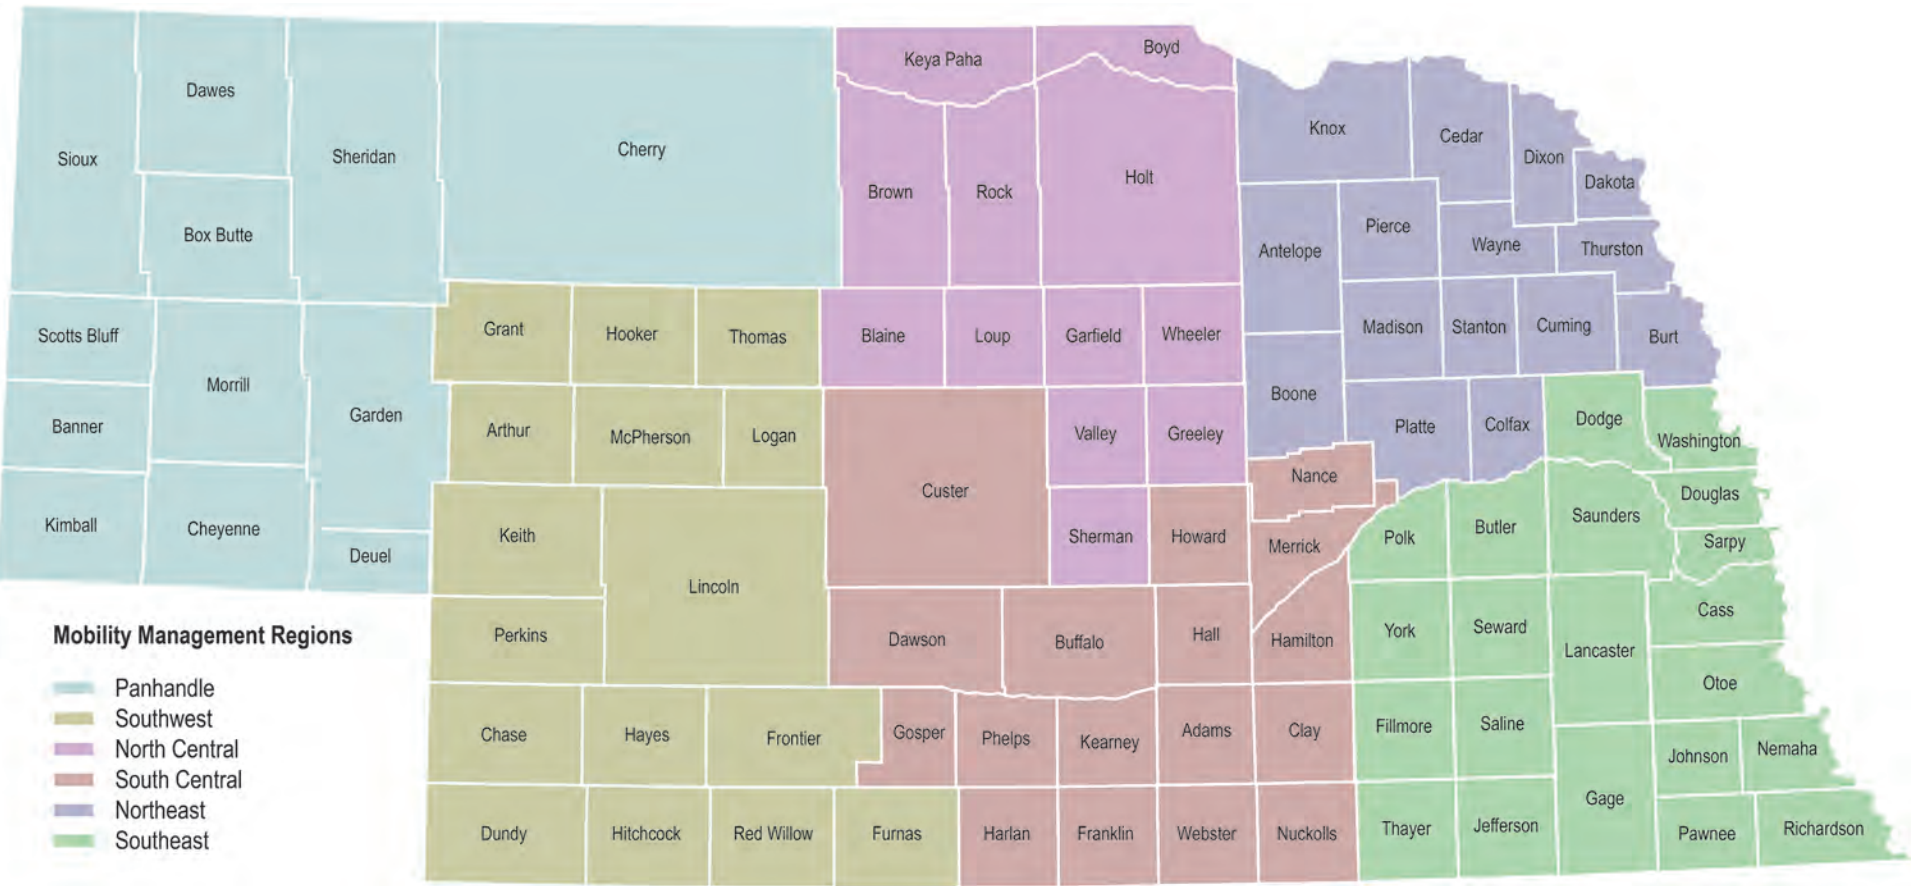 Keya Paha
Boyd
Dawes
Sioux
Sheridan
Cherry
Knox
Cedar
Dixon
Dakota
Box Butte
Brown
Rock
Holt
Antelope
Pierce
Wayne
Thurston
Scotts Bluff
Morrill
Garden
Grant
Hooker
Thomas
Blaine
Loup
Garfield
Wheeler
Madison
Stanton
Cuming
Burt
Banner
Arthur
McPherson
Logan
Custer
Valley
Greeley
Boone
Platte
Colfax
Dodge
Washington
Nance
Douglas
Kimball
Cheyenne
Deuel
Keith
Lincoln
Sherman
Howard
Merrick
Polk
Butler
Saunders
Sarpy
Cass
Perkins
Dawson
Buffalo
Hall
Hamilton
York
Seward
Lancaster
Otoe
Chase
Hayes
Frontier
Gosper
Phelps
Kearney
Adams
Clay
Fillmore
Saline
Gage
Johnson
Nemaha
Dundy
Hitchcock
Red Willow
Furnas
Harlan
Franklin
Webster
Nuckolls
Thayer
Jefferson
Pawnee
Richardson
Mobility Management Regions
Panhandle
Southwest
North Central
South Central
Northeast
Southeast